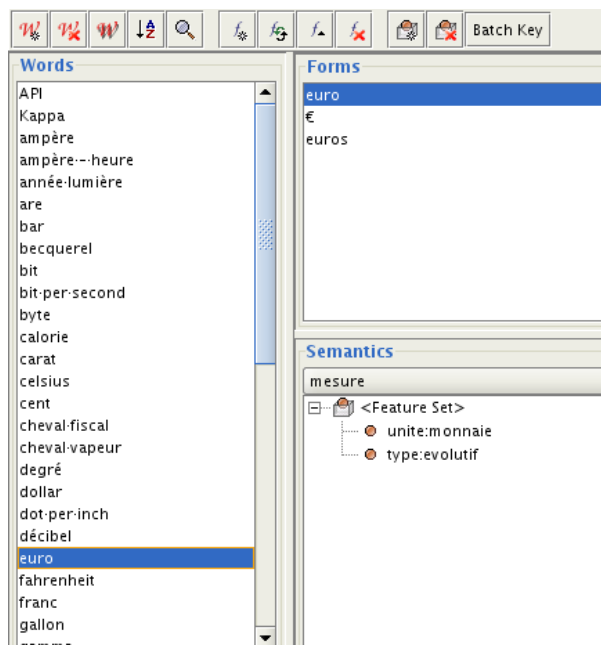 Batch Key
Words
API
Kappa
ampère
ampère·-·heure
année·lumière
are
bar
becquerel
bit
bit·per·second
byte
calorie
carat
celsius
cent
cheval·fiscal
cheval·vapeur
degré
dollar
dot·per·inch
décibel
euro
fahrenheit
franc
gallon
Forms
euro
€
euros
Semantics
mesure
<Feature Set>
unite:monnaie
type:evolutif